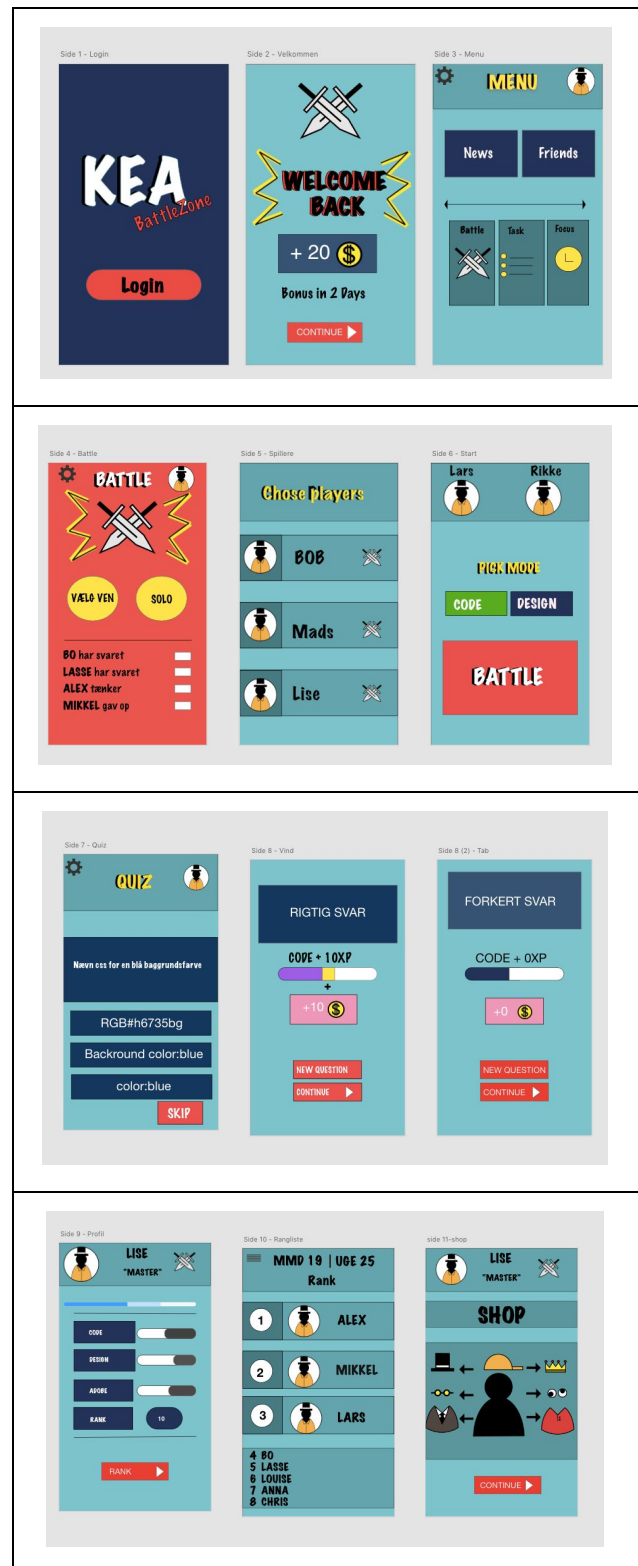 Side 1 - Login
KEA
BattleZone
Login
Side 2 - Velkommen
WELCOME
BACK
+ 20 $
Bonus in 2 Days
CONTINUE
Side 3 - Menu
MENU
News
Friends
Battle
Task
Focus
Side 4 - Battle
BATTLE
VÆLG VEN
SOLO
BO har svaret
LASSE har svaret
ALEX tænker
MIKKEL gav op
Side 5 - Spillere
Chose players
BOB
Mads
Lise
Side 6 - Start
Lars
Rikke
PICK MODE
CODE
DESIGN
BATTLE
Side 7 - Quiz
QUIZ
Nævn css for en blå baggrundsfarve
RGB#h6735bg
Backround color:blue
color:blue
SKIP
Side 8 - Vind
RIGTIG SVAR
CODE + 10XP
+
+10 $
NEW QUESTION
CONTINUE
Side 8 (2) - Tab
FORKERT SVAR
CODE + 0XP
+0 $
NEW QUESTION
CONTINUE
Side 9 - Profil
LISE
"MASTER"
CODE
DESIGN
ADOBE
RANK
10
RANK
Side 10 - Rangliste
MMD 19 | UGE 25
Rank
1 ALEX
2 MIKKEL
3 LARS
4 BO
5 LASSE
6 LOUISE
7 ANNA
8 CHRIS
side 11-shop
LISE
"MASTER"
SHOP
CONTINUE